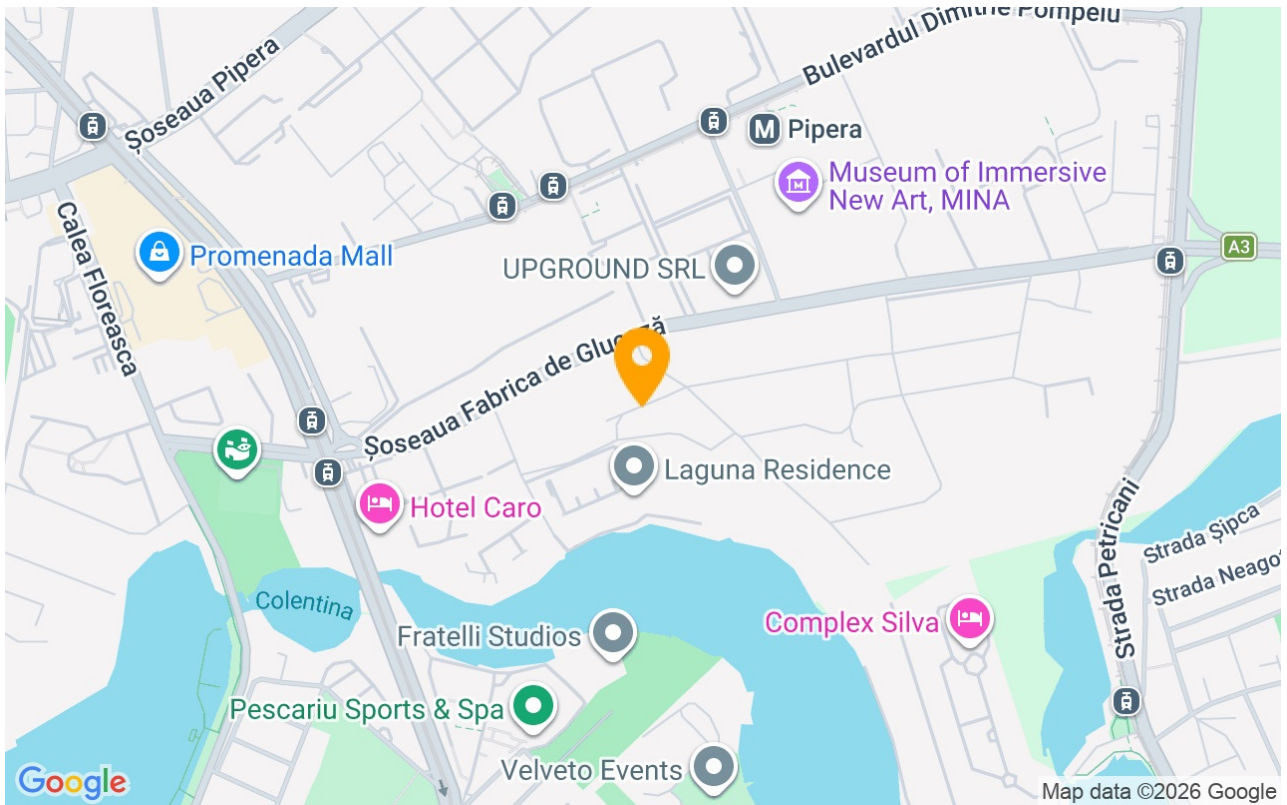 Bulevardul Dimitrie Pompeiu
Șoseaua Pipera
M Pipera
Museum of Immersive
New Art, MINA
Calea Floreasca
Promenada Mall
UPGROUND SRL
A3
Șoseaua Fabrica de Glucoză
Laguna Residence
Hotel Caro
Strada Petricani
Strada Șipca
Strada Neagoe
Colentina
Fratelli Studios
Complex Silva
Pescariu Sports & Spa
Velveto Events
Google
Map data ©2026 Google